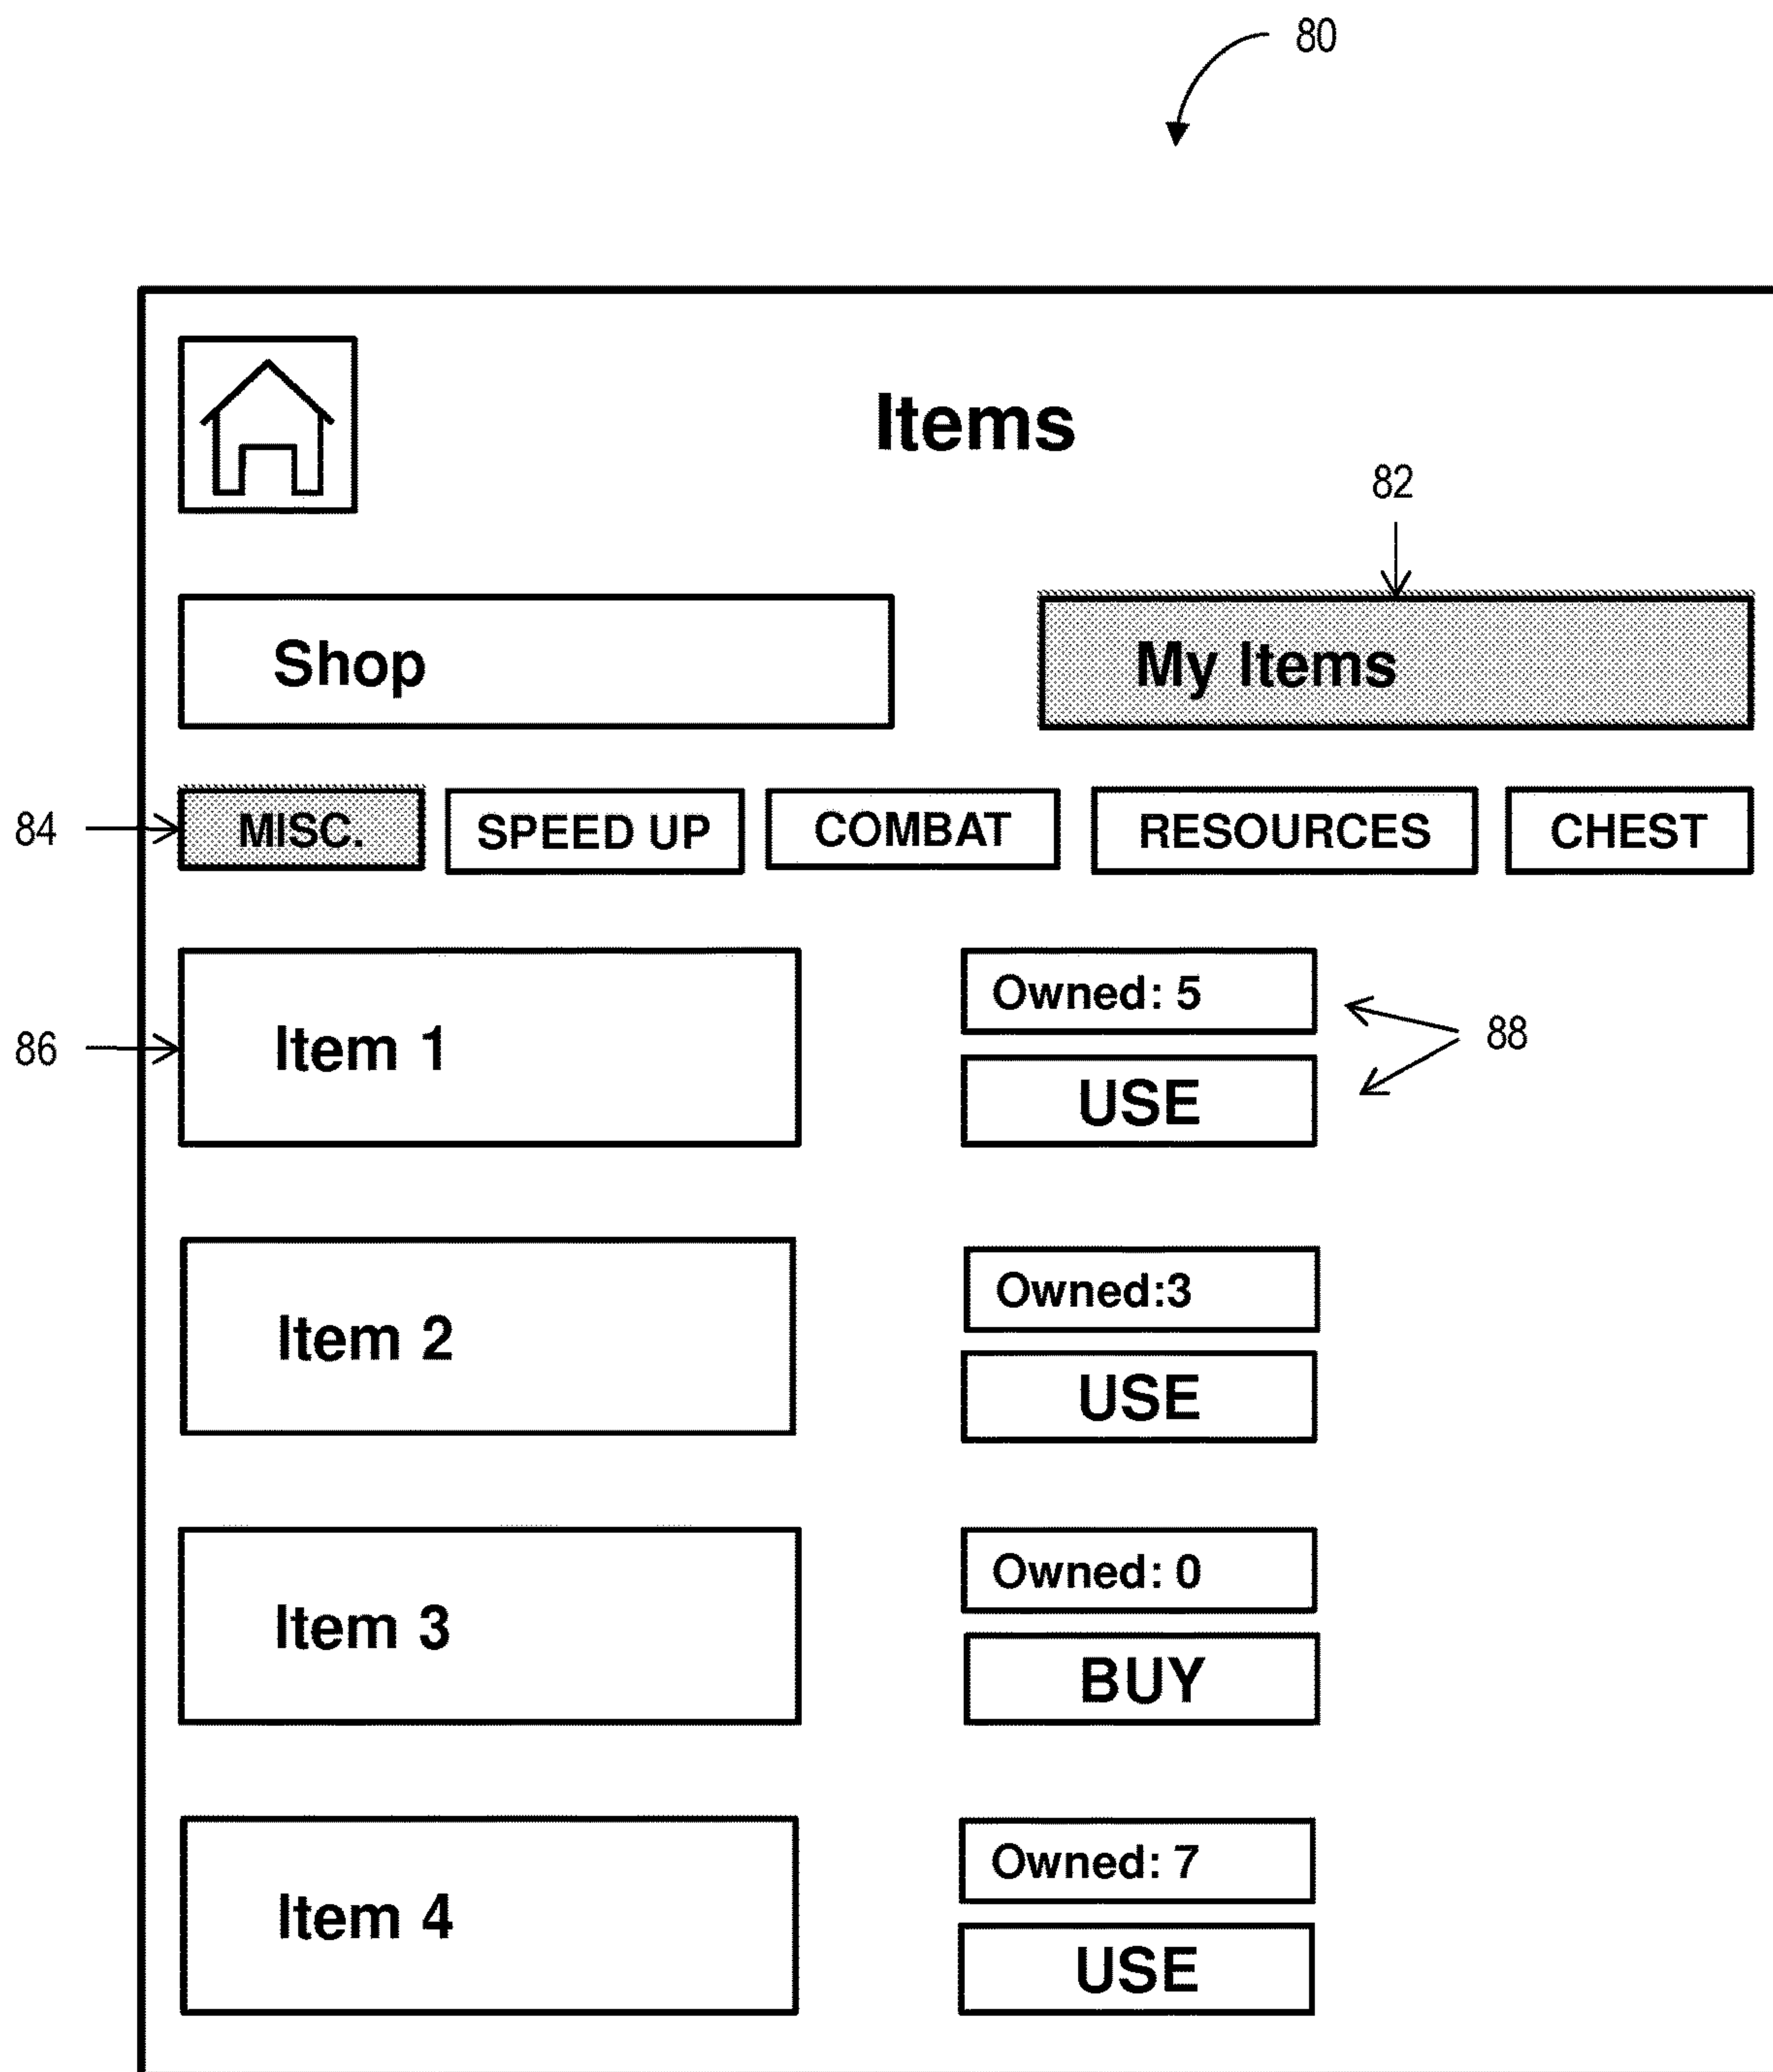 80
Items
82
Shop
My Items
84
MISC.
SPEED UP
COMBAT
RESOURCES
CHEST
86
Item 1
Owned: 5
USE
88
Item 2
Owned:3
USE
Item 3
Owned: 0
BUY
Item 4
Owned: 7
USE